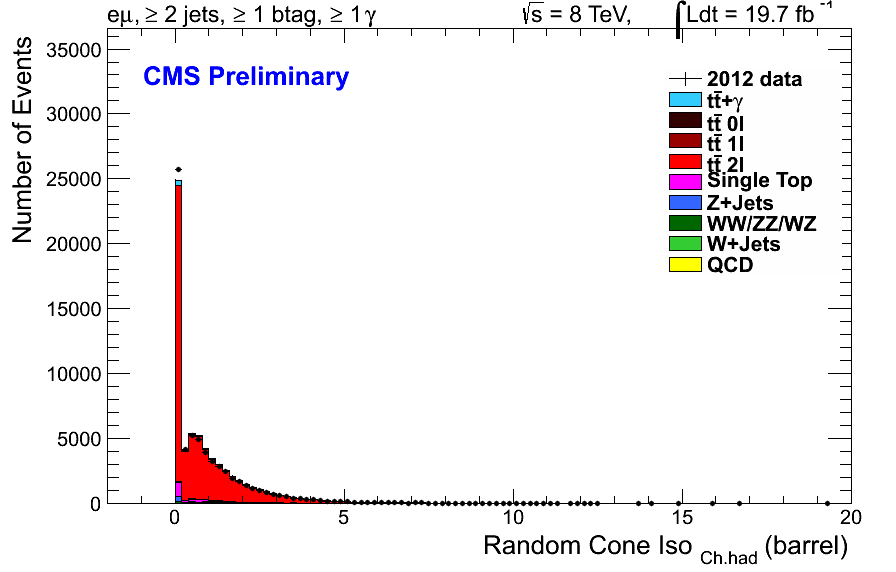 eμ, ≥ 2 jets, ≥ 1 btag, ≥ 1 γ
√s = 8 TeV, ∫Ldt = 19.7 fb⁻¹
CMS Preliminary
Number of Events
35000
30000
25000
20000
15000
10000
5000
0
2012 data
tt̄+γ
tt̄ 0l
tt̄ 1l
tt̄ 2l
Single Top
Z+Jets
WW/ZZ/WZ
W+Jets
QCD
0 5 10 15 20
Random Cone Iso Ch.had (barrel)